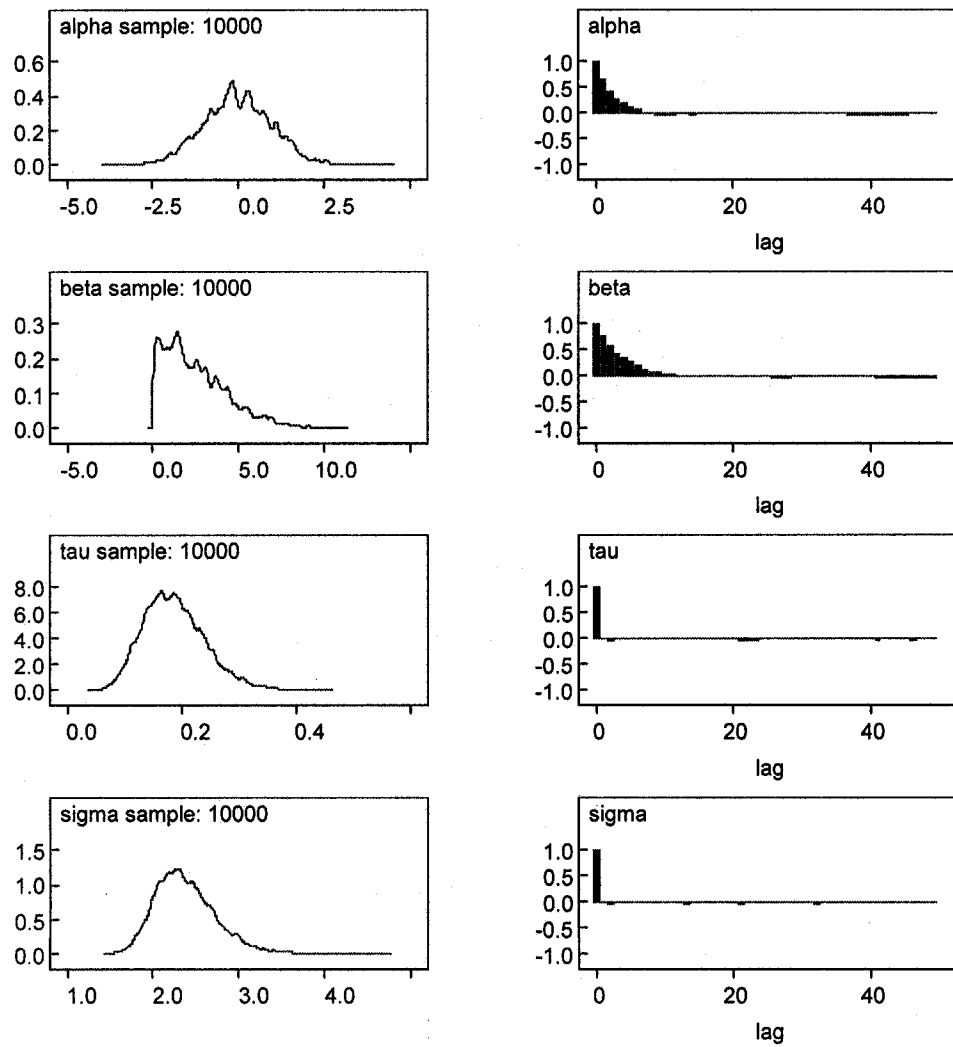 alpha sample: 10000
0.6
0.4
0.2
0.0
-5.0 -2.5 0.0 2.5
alpha
1.0
0.5
0.0
-0.5
-1.0
0 20 40
lag
beta sample: 10000
0.3
0.2
0.1
0.0
-5.0 0.0 5.0 10.0
beta
1.0
0.5
0.0
-0.5
-1.0
0 20 40
lag
tau sample: 10000
8.0
6.0
4.0
2.0
0.0
0.0 0.2 0.4
tau
1.0
0.5
0.0
-0.5
-1.0
0 20 40
lag
sigma sample: 10000
1.5
1.0
0.5
0.0
1.0 2.0 3.0 4.0
sigma
1.0
0.5
0.0
-0.5
-1.0
0 20 40
lag